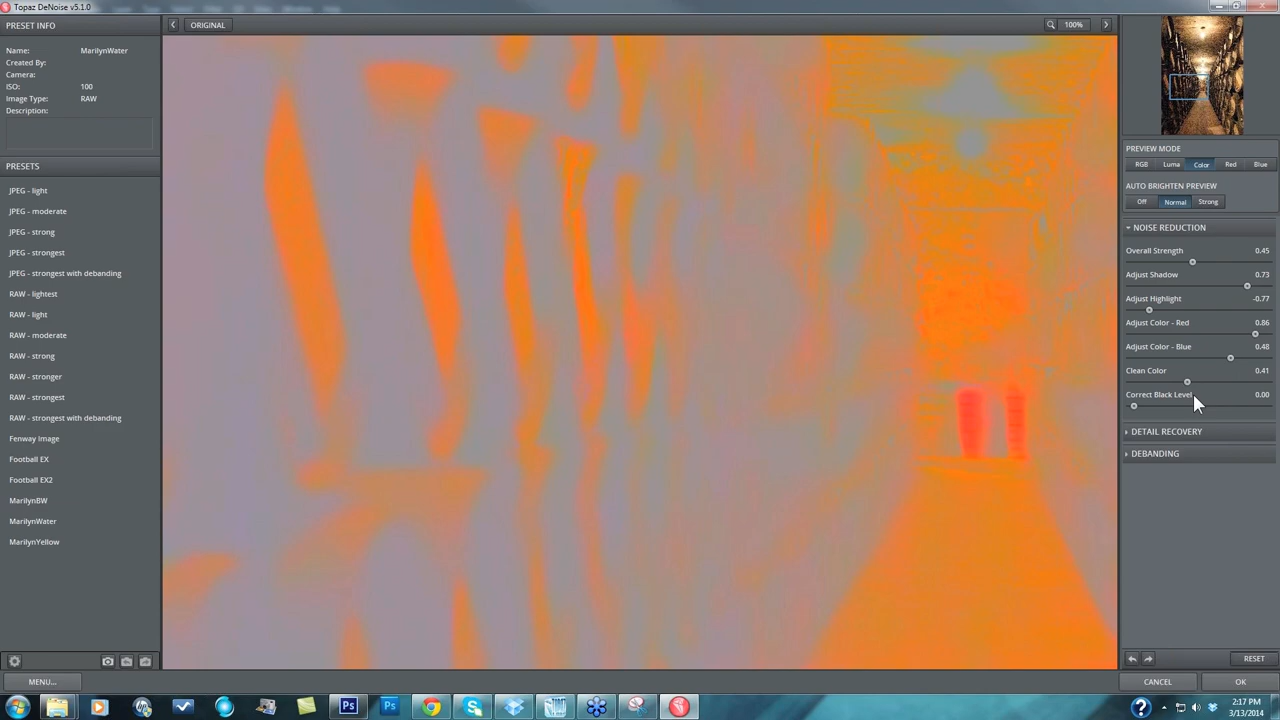 Topaz DeNoise v5.1.0
PRESET INFO
Name: MarilynWater
Created By:
Camera:
ISO: 100
Image Type: RAW
Description:
PRESETS
JPEG - light
JPEG - moderate
JPEG - strong
JPEG - strongest
JPEG - strongest with debanding
RAW - lightest
RAW - light
RAW - moderate
RAW - strong
RAW - stronger
RAW - strongest
RAW - strongest with debanding
Fenway Image
Football EX
Football EX2
MarilynBW
MarilynWater
MarilynYellow
MENU...
ORIGINAL
100%
PREVIEW MODE
RGB Luma Color Red Blue
AUTO BRIGHTEN PREVIEW
Off Normal Strong
NOISE REDUCTION
Overall Strength 0.45
Adjust Shadow 0.73
Adjust Highlight -0.77
Adjust Color - Red 0.86
Adjust Color - Blue 0.48
Clean Color 0.41
Correct Black Level 0.00
DETAIL RECOVERY
DEBANDING
RESET
CANCEL OK
hp Ps Ps S
2:17 PM
3/13/2014